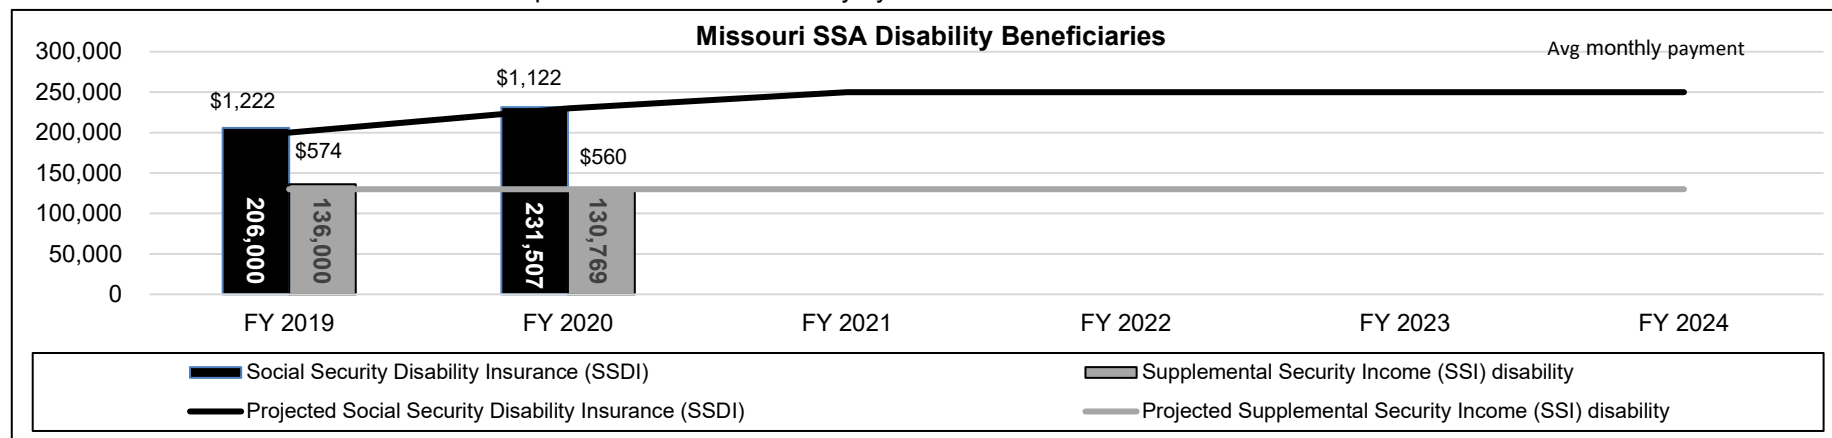 Missouri SSA Disability Beneficiaries
Avg monthly payment
300,000
250,000
200,000
150,000
100,000
50,000
0
$1,222
$574
$1,122
$560
206,000
136,000
231,507
130,769
FY 2019
FY 2020
FY 2021
FY 2022
FY 2023
FY 2024
Social Security Disability Insurance (SSDI)
Supplemental Security Income (SSI) disability
Projected Social Security Disability Insurance (SSDI)
Projected Supplemental Security Income (SSI) disability